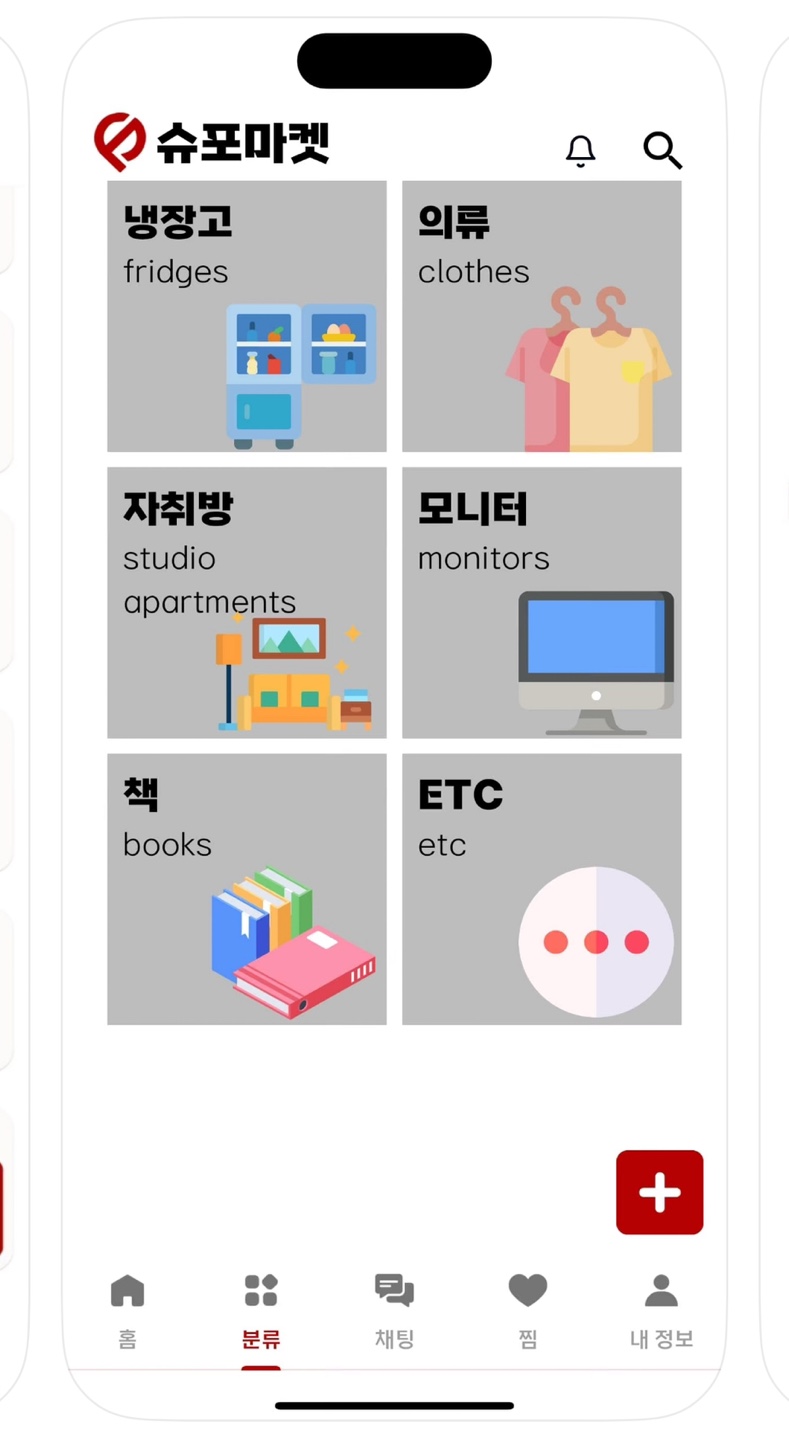 슈포마켓
냉장고
fridges
의류
clothes
자취방
studio
apartments
모니터
monitors
책
books
ETC
etc
홈
분류
채팅
찜
내 정보